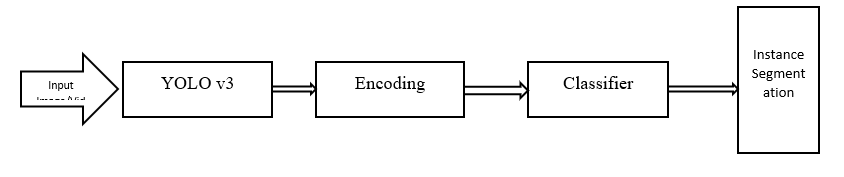 Input
YOLO v3
Encoding
Classifier
Instance
Segment
ation